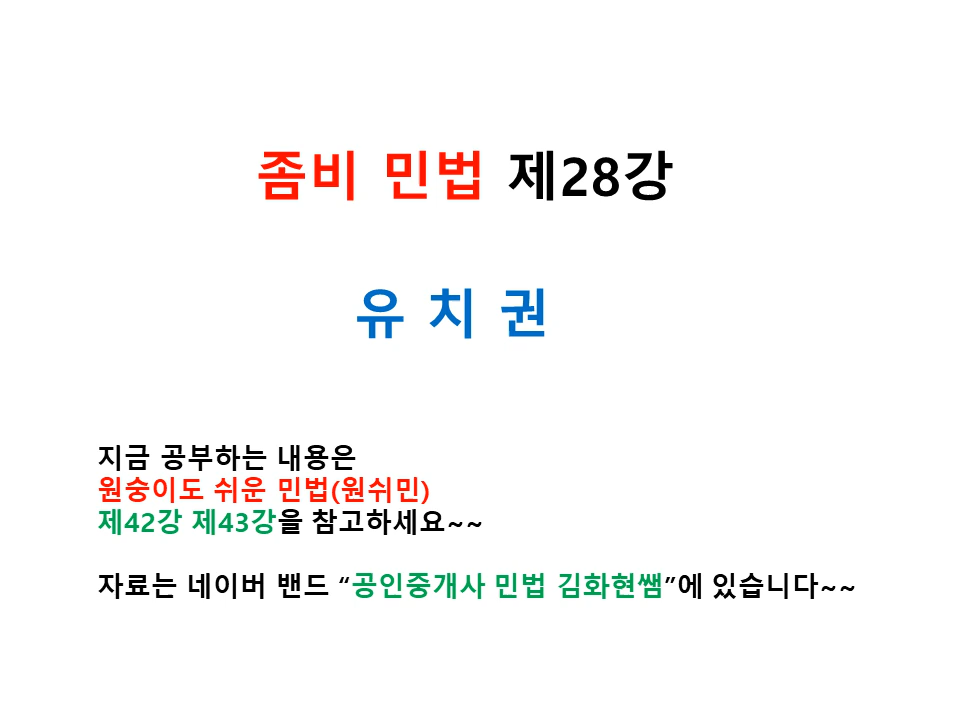 좀비 민법 제28강
유 치 권
지금 공부하는 내용은
원숭이도 쉬운 민법(원쉬민)
제42강 제43강을 참고하세요~~
자료는 네이버 밴드 “공인중개사 민법 김화현쌤”에 있습니다~~